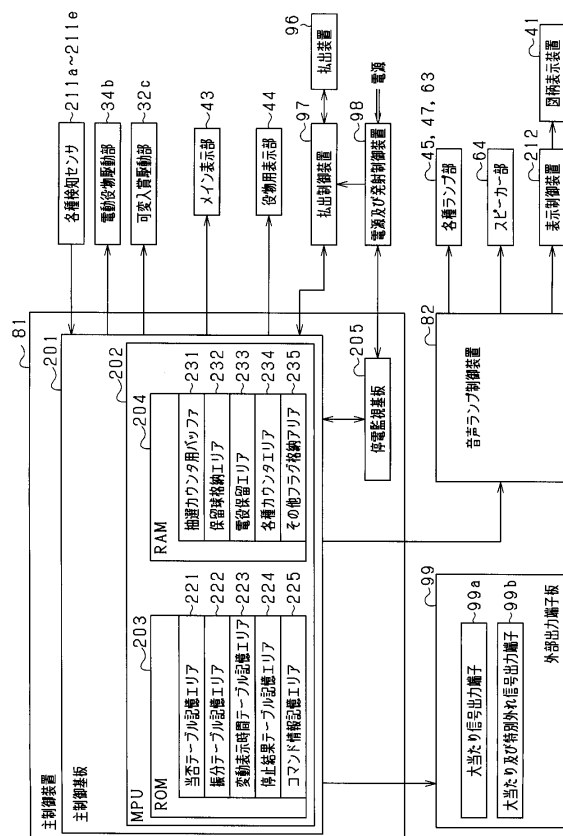 主制御装置
81
主制御基板
201
MPU
202
ROM
203
当否テーブル記憶エリア
221
振分テーブル記憶エリア
222
変動表示時間テーブル記憶エリア
223
停止結果テーブル記憶エリア
224
コマンド情報記憶エリア
225
RAM
204
抽選カウンタ用バッファ
231
保留球格納エリア
232
電役保留エリア
233
各種カウンタエリア
234
その他フラグ格納アリア
235
停電監視基板
205
各種検知センサ
211a~211e
電動役物駆動部
34b
可変入賞駆動部
32c
メイン表示部
43
役物用表示部
44
払出制御装置
97
払出装置
96
電源及び発射制御装置
98
電源
外部出力端子板
99
大当たり信号出力端子
99a
大当たり及び特別外れ信号出力端子
99b
音声ランプ制御装置
82
各種ランプ部
45, 47, 63
スピーカー部
64
表示制御装置
212
図柄表示装置
41